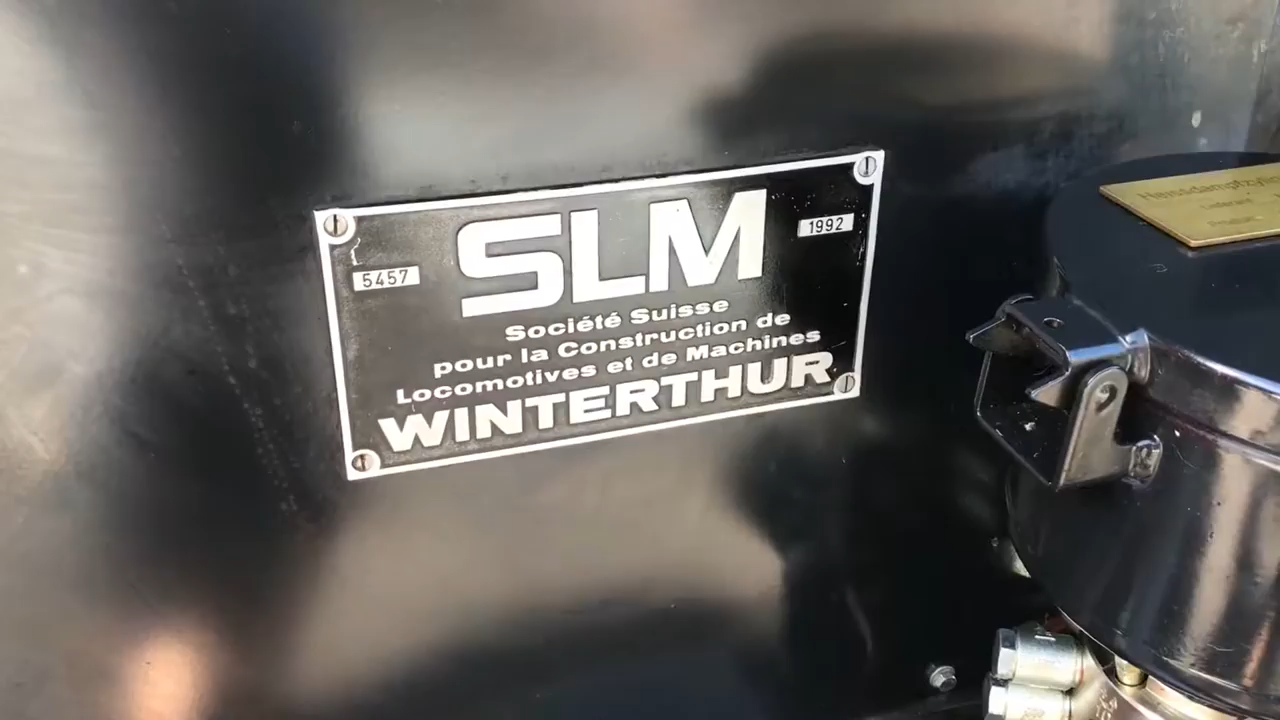 SLM
5457
1992
Société Suisse
pour la Construction de
Locomotives et de Machines
WINTERTHUR